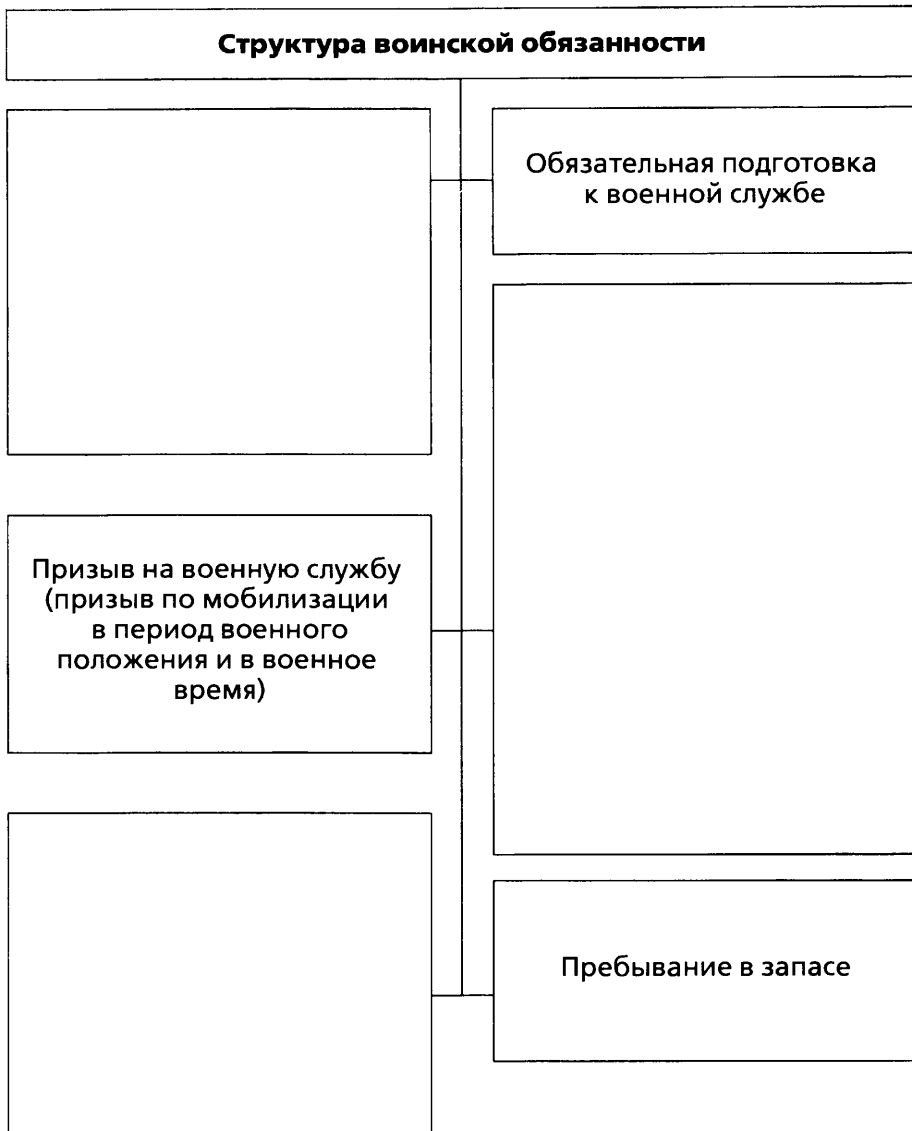 Структура воинской обязанности
Обязательная подготовка
к военной службе
Призыв на военную службу
(призыв по мобилизации
в период военного
положения и в военное
время)
Пребывание в запасе